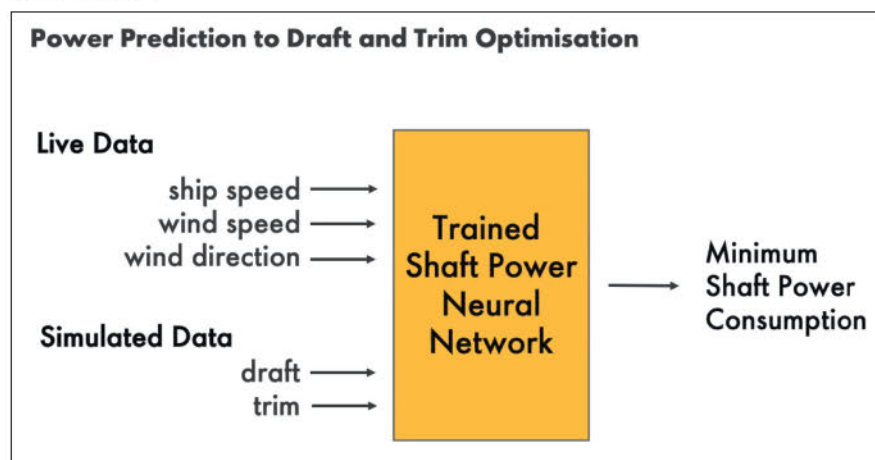 Power Prediction to Draft and Trim Optimisation
Live Data
ship speed
wind speed
wind direction
Simulated Data
draft
trim
Trained
Shaft Power
Neural
Network
Minimum
Shaft Power
Consumption